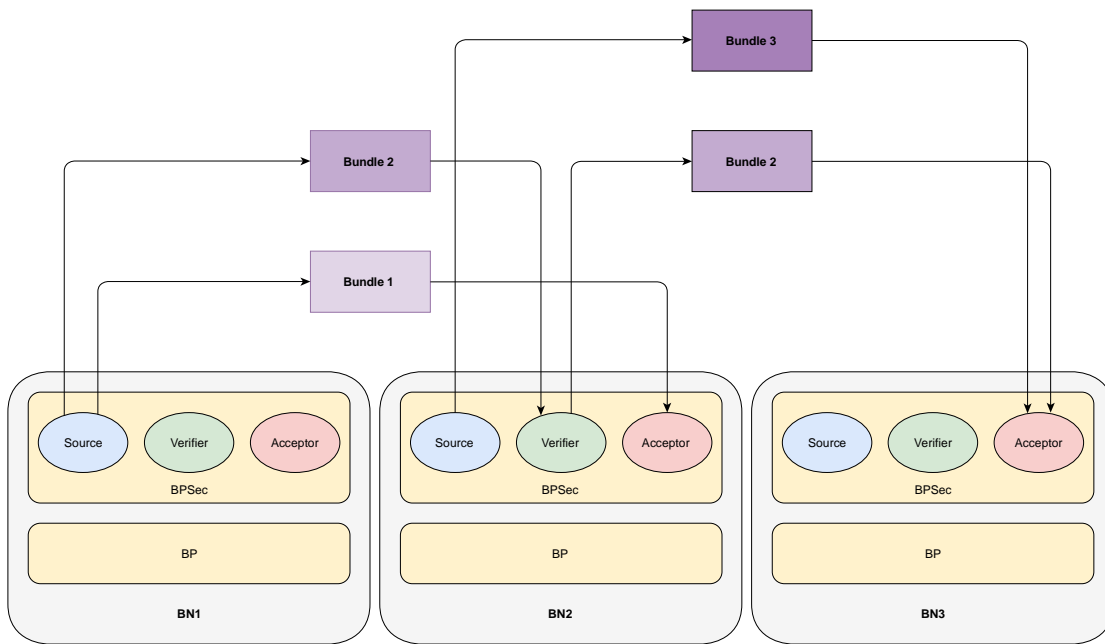 Bundle 3
Bundle 2
Bundle 2
Bundle 1
Source
Verifier
Acceptor
BPSec
BP
BN1
Source
Verifier
Acceptor
BPSec
BP
BN2
Source
Verifier
Acceptor
BPSec
BP
BN3